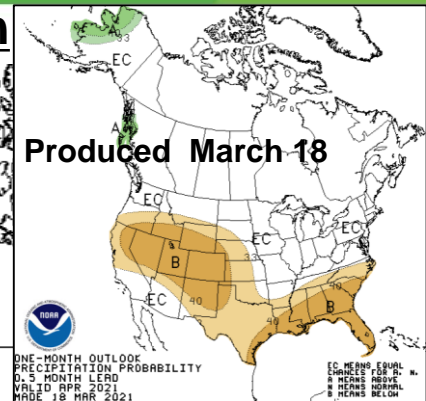 n
33
EC
A
Produced March 18
EC
EC
EC
33
B
EC
40
40
40
B
NOAA
ONE-MONTH OUTLOOK
PRECIPITATION PROBABILITY
0.5 MONTH LEAD
VALID APR 2021
MADE 18 MAR 2021
EC MEANS EQUAL
CHANCES FOR A, N,
A MEANS ABOVE
N MEANS NORMAL
B MEANS BELOW